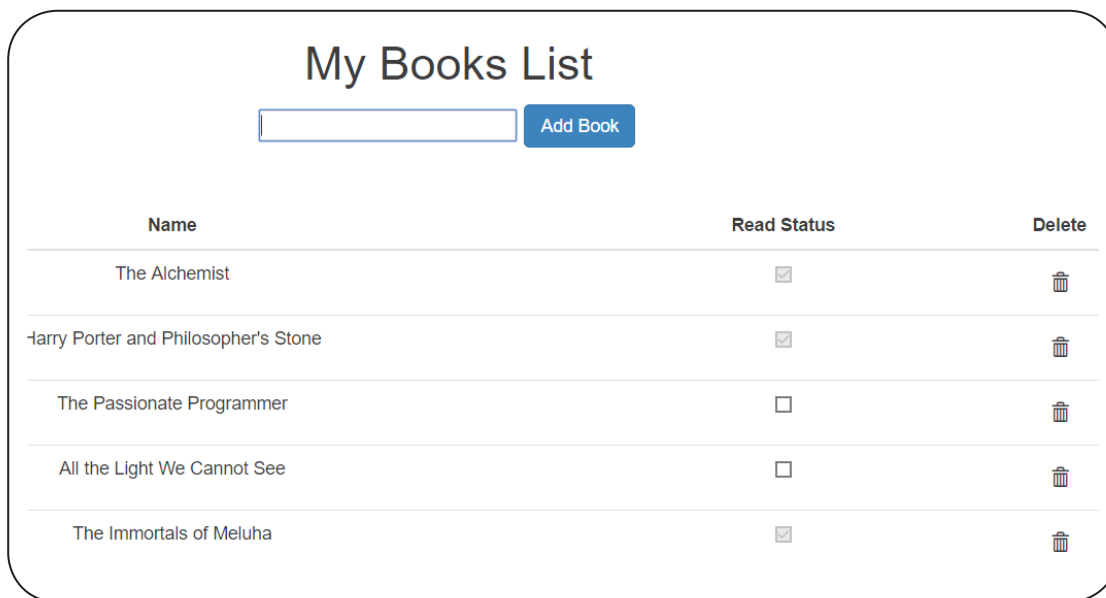 My Books List
Add Book
Name Read Status Delete
The Alchemist
Harry Porter and Philosopher's Stone
The Passionate Programmer
All the Light We Cannot See
The Immortals of Meluha